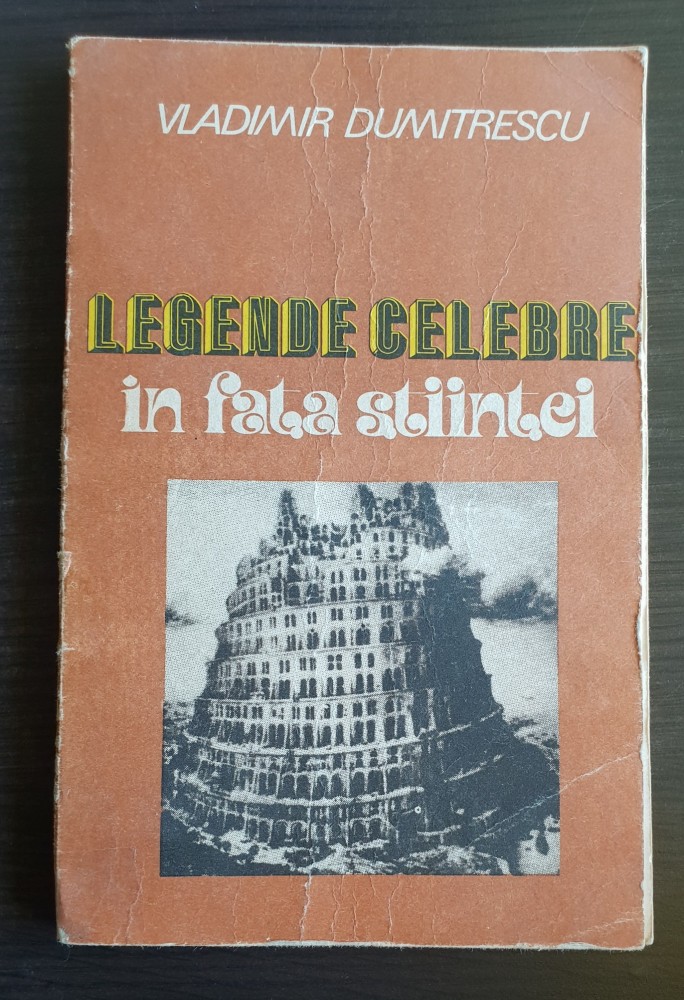 VLADIMIR DUMITRESCU
LEGENDE CELEBRE
in fata stiintei